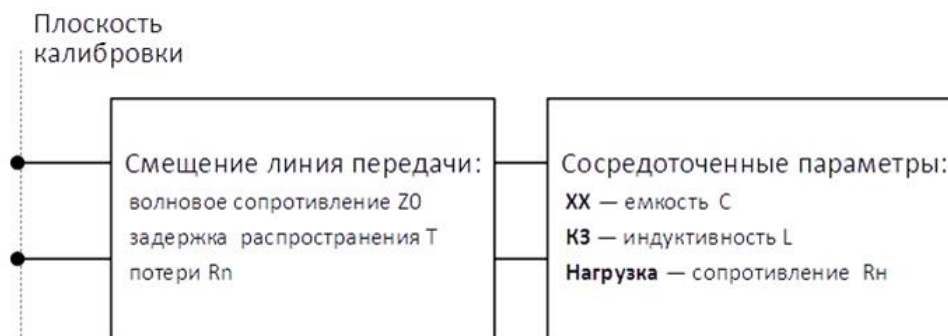 Плоскость
калибровки
Смещение линия передачи:
волновое сопротивление Z0
задержка распространения T
потери Rn
Сосредоточенные параметры:
ХХ — емкость C
КЗ — индуктивность L
Нагрузка — сопротивление Rн